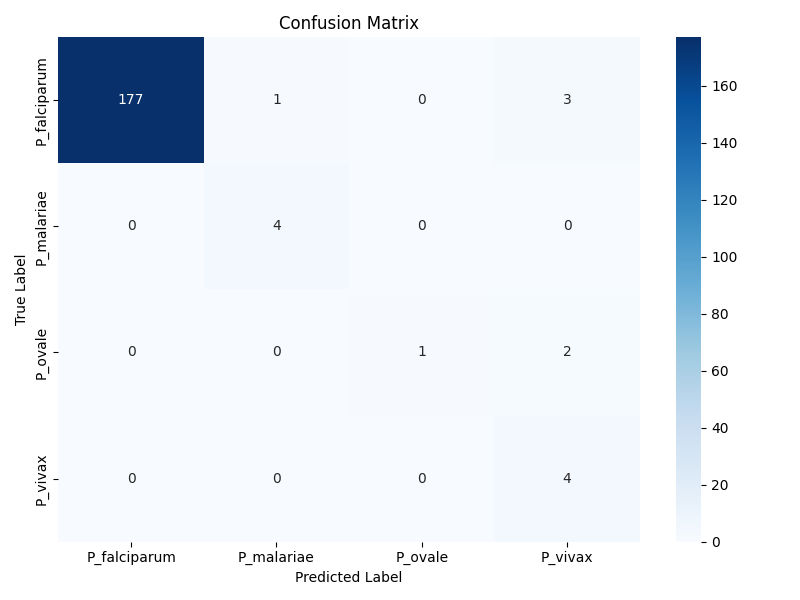 Confusion Matrix
True Label
P_falciparum
177 1 0 3
P_malariae
0 4 0 0
P_ovale
0 0 1 2
P_vivax
0 0 0 4
P_falciparum P_malariae P_ovale P_vivax
Predicted Label
160
140
120
100
80
60
40
20
0